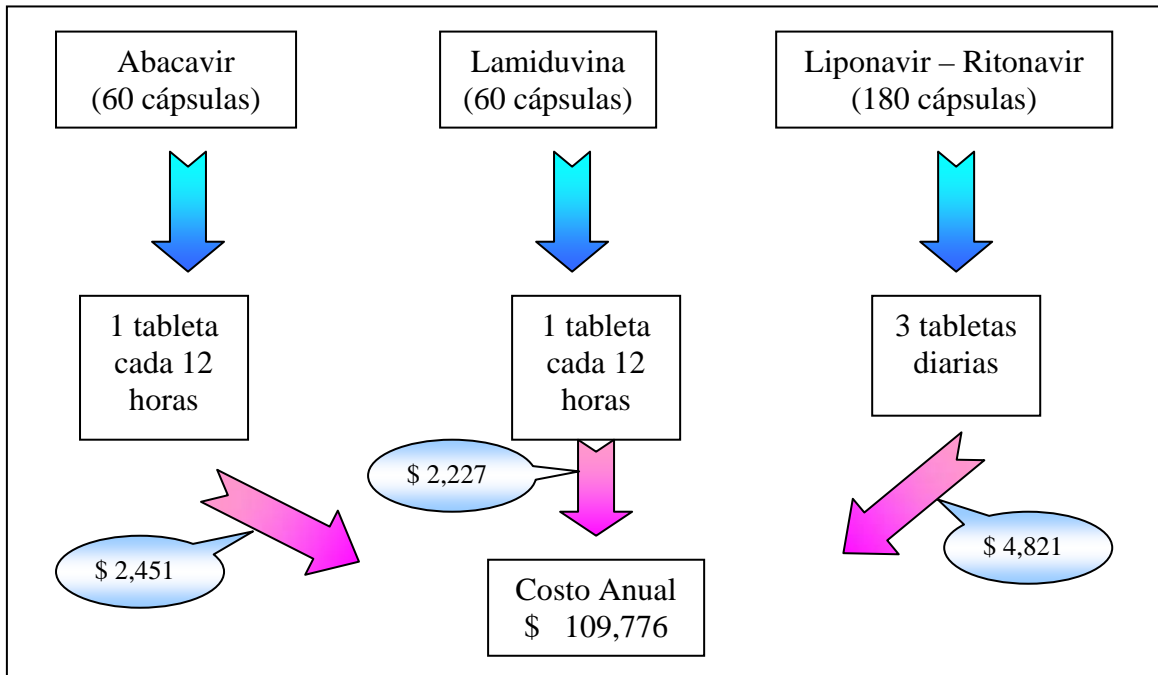 Abacavir
(60 cápsulas)
Lamiduvina
(60 cápsulas)
Liponavir – Ritonavir
(180 cápsulas)
1 tableta
cada 12
horas
1 tableta
cada 12
horas
3 tabletas
diarias
$ 2,227
$ 2,451
$ 4,821
Costo Anual
$ 109,776